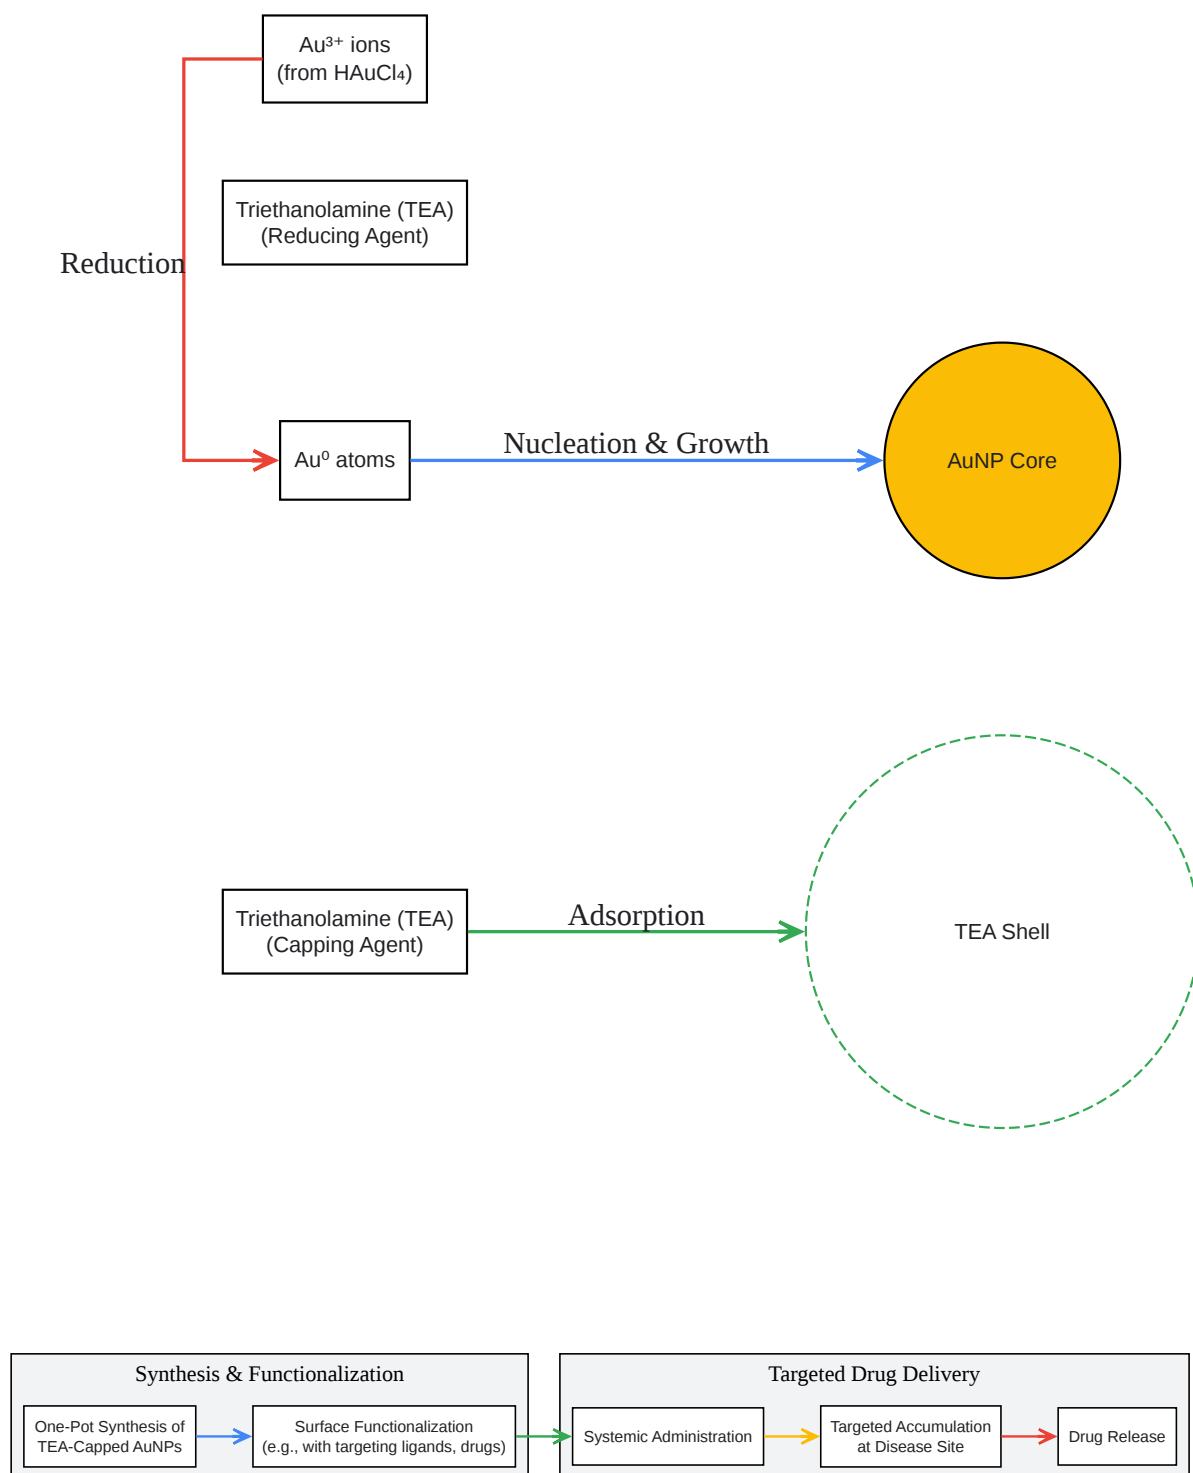 Au³⁺ ions
(from HAuCl₄)
Triethanolamine (TEA)
(Reducing Agent)
Reduction
Au⁰ atoms
Nucleation & Growth
AuNP Core
Triethanolamine (TEA)
(Capping Agent)
Adsorption
TEA Shell
Synthesis & Functionalization
One-Pot Synthesis of
TEA-Capped AuNPs
Surface Functionalization
(e.g., with targeting ligands, drugs)
Targeted Drug Delivery
Systemic Administration
Targeted Accumulation
at Disease Site
Drug Release